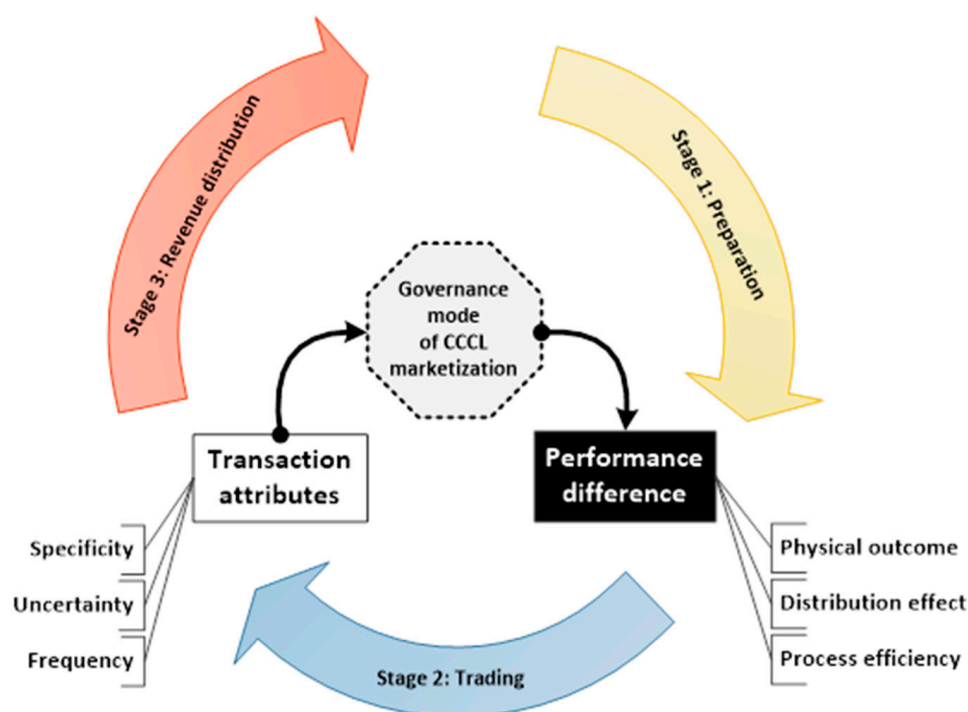 Stage 3: Revenue distribution
Stage 1: Preparation
Governance
mode
of CCCL
marketization
Transaction
attributes
Performance
difference
Specificity
Uncertainty
Frequency
Physical outcome
Distribution effect
Process efficiency
Stage 2: Trading